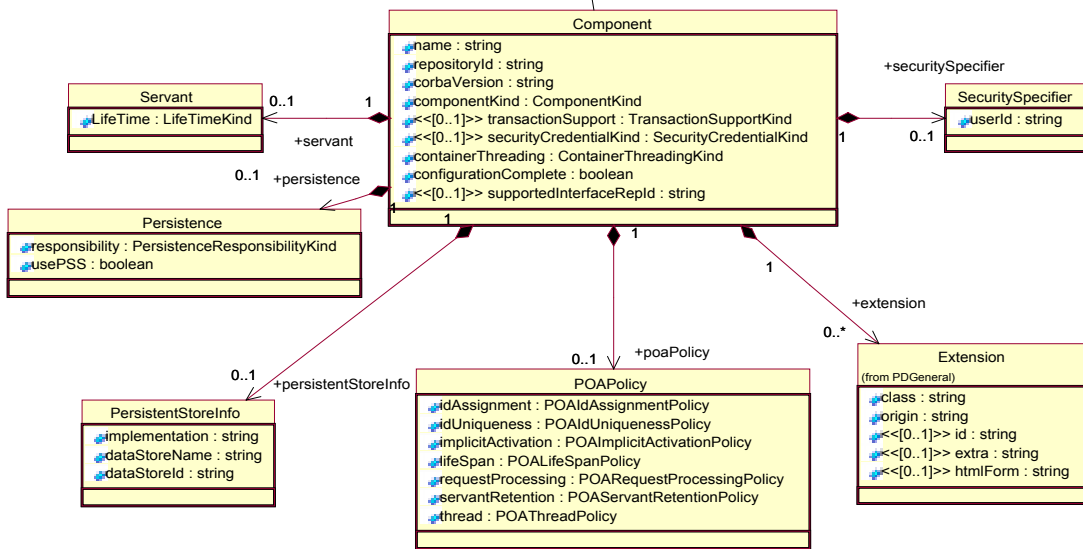 Component
name : string
repositoryId : string
corbaVersion : string
componentKind : ComponentKind
<<[0..1]>> transactionSupport : TransactionSupportKind
<<[0..1]>> securityCredentialKind : SecurityCredentialKind
containerThreading : ContainerThreadingKind
configurationComplete : boolean
<<[0..1]>> supportedInterfaceRepId : string
+securitySpecifier
1
0..1
SecuritySpecifier
userId : string
Servant
LifeTime : LifeTimeKind
0..1
1
+servant
0..1
+persistence
1
Persistence
responsibility : PersistenceResponsibilityKind
usePSS : boolean
1
1
1
+extension
0..*
0..1
+persistentStoreInfo
0..1
+poaPolicy
PersistentStoreInfo
implementation : string
dataStoreName : string
dataStoreId : string
POAPolicy
idAssignment : POAIdAssignmentPolicy
idUniqueness : POAIdUniquenessPolicy
implicitActivation : POAImplicitActivationPolicy
lifeSpan : POALifeSpanPolicy
requestProcessing : POARequestProcessingPolicy
servantRetention : POAServantRetentionPolicy
thread : POAThreadPolicy
Extension
(from PDGeneral)
class : string
origin : string
<<[0..1]>> id : string
<<[0..1]>> extra : string
<<[0..1]>> htmlForm : string